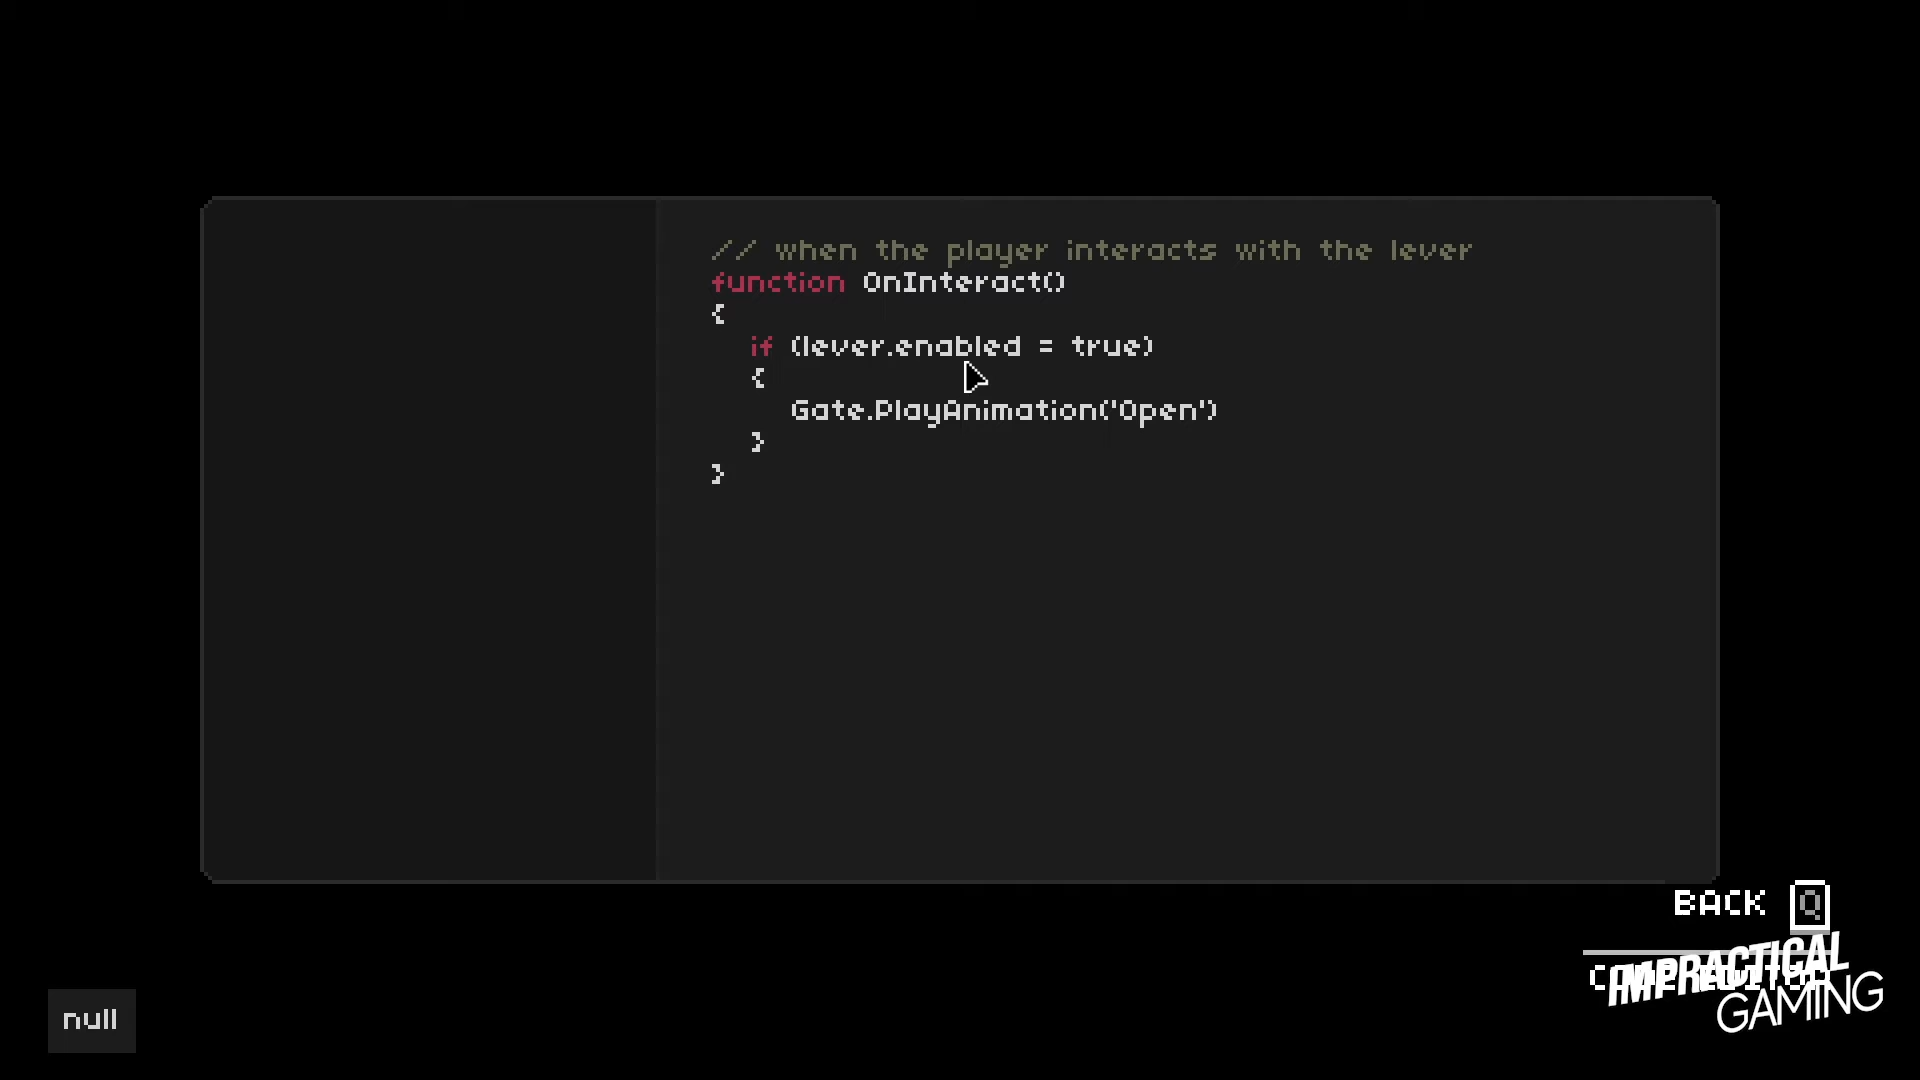 // when the player interacts with the lever
function OnInteract()
{
if (lever.enabled = true)
{
Gate.PlayAnimation('Open')
}
}
BACK Q
IMPRACTICAL
GAMING
null